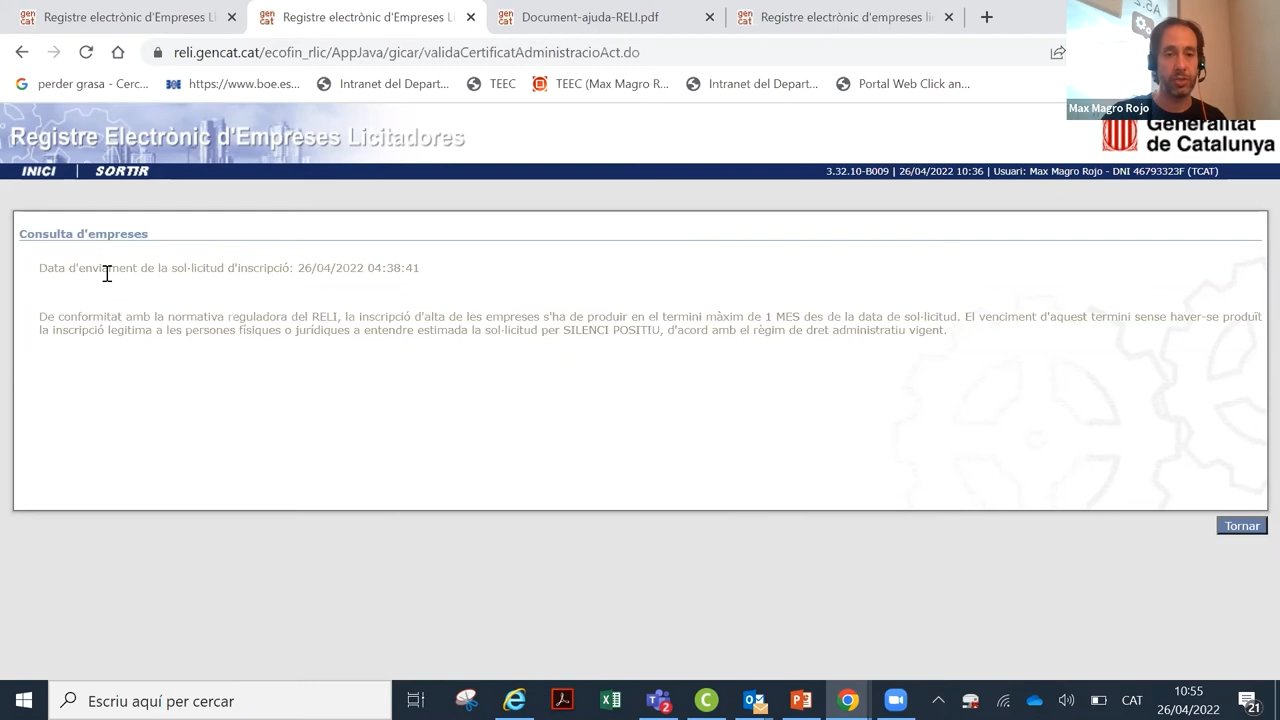 Registre electrònic d'Empreses Li
Registre electrònic d'Empreses L
Document-ajuda-RELI.pdf
Registre electrònic d'empreses li
reli.gencat.cat/ecofin_rlic/AppJava/gicar/validaCertificatAdministracioAct.do
perder grasa - Cerc...
https://www.boe.es...
Intranet del Depart...
TEEC
TEEC (Max Magro R...
Intranet del Depart...
Portal Web Click an...
Max Magro Rojo
Registre Electrònic d'Empreses Licitadores
Generalitat
de Catalunya
INICI | SORTIR
3.32.10-B009 | 26/04/2022 10:36 | Usuari: Max Magro Rojo - DNI 46793323F (TCAT)
Consulta d'empreses
Data d'enviament de la sol·licitud d'inscripció: 26/04/2022 04:38:41
De conformitat amb la normativa reguladora del RELI, la inscripció d'alta de les empreses s'ha de produir en el termini màxim de 1 MES des de la data de sol·licitud. El venciment d'aquest termini sense haver-se produït
la inscripció legitima a les persones físiques o jurídiques a entendre estimada la sol·licitud per SILENCI POSITIU, d'acord amb el règim de dret administratiu vigent.
Tornar
Escriu aquí per cercar
CAT
10:55
26/04/2022
21